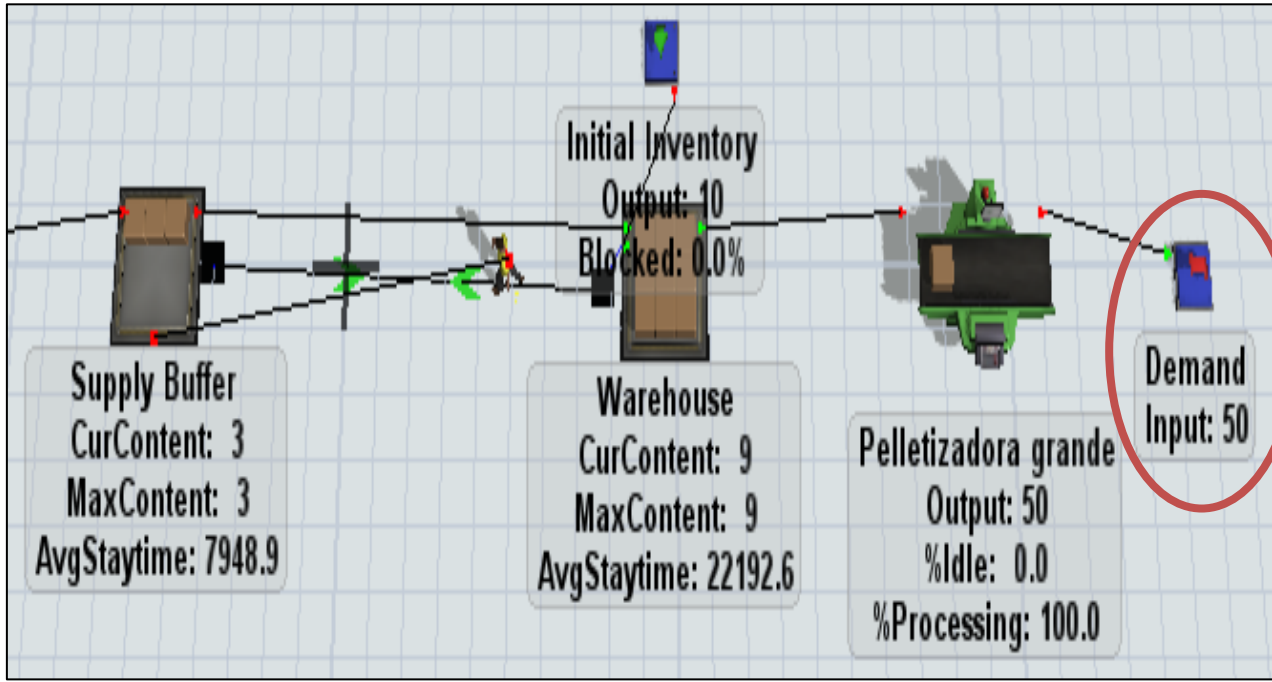 Initial Inventory
Output: 10
Blocked: 0.0%
Supply Buffer
CurContent: 3
MaxContent: 3
AvgStaytime: 7948.9
Warehouse
CurContent: 9
MaxContent: 9
AvgStaytime: 22192.6
Pelletizadora grande
Output: 50
%Idle: 0.0
%Processing: 100.0
Demand
Input: 50